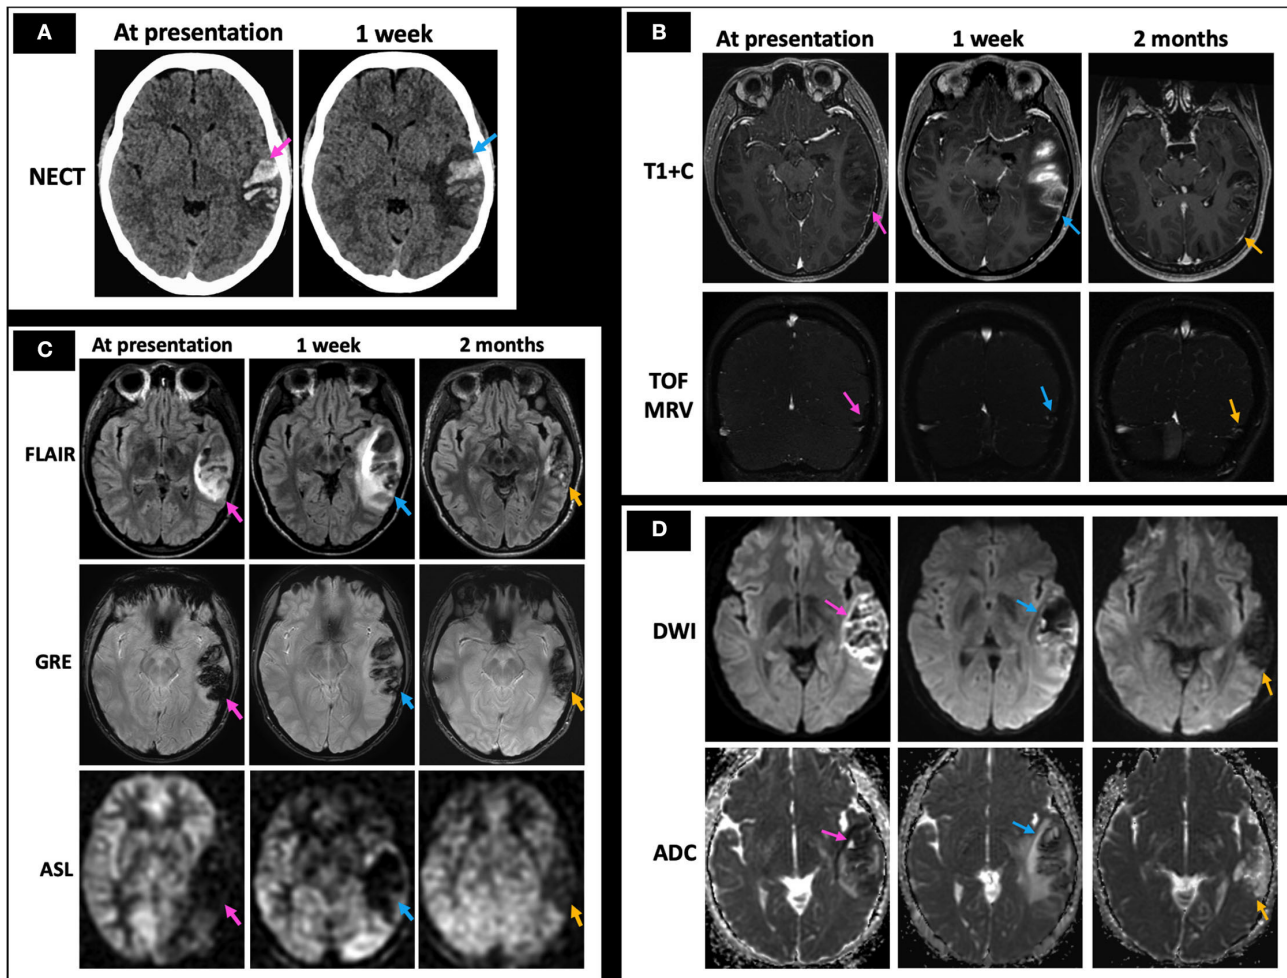 A
At presentation 1 week
NECT
B
At presentation 1 week 2 months
T1+C
TOF
MRV
C
At presentation 1 week 2 months
FLAIR
GRE
ASL
D
DWI
ADC